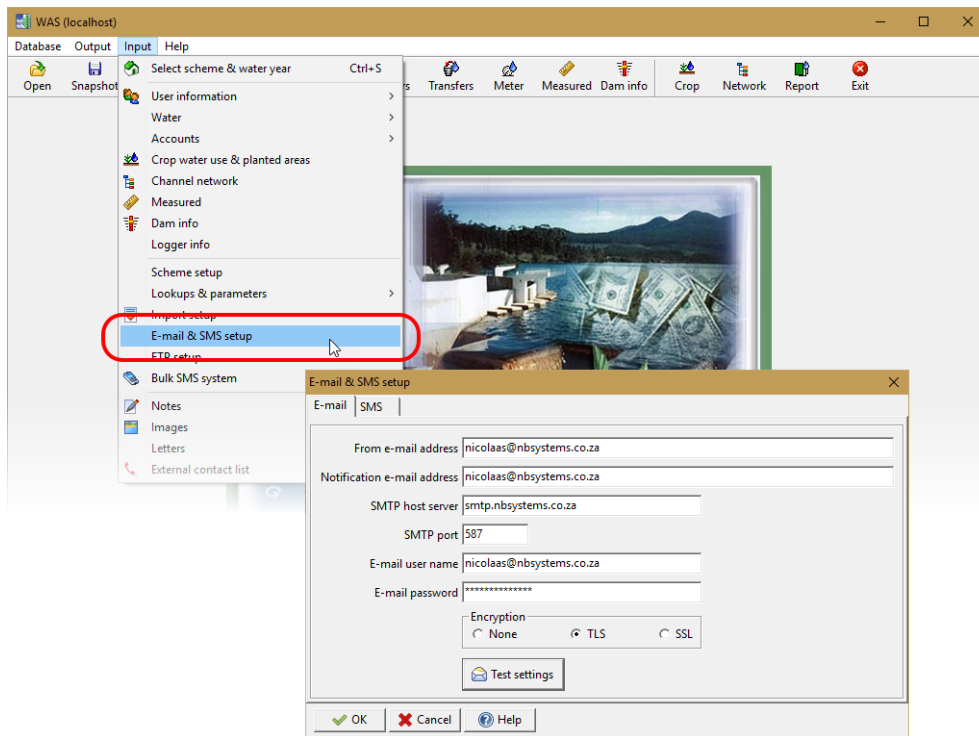 WAS (localhost)
Database Output Input Help
Open Snapshot Transfers Meter Measured Dam info Crop Network Report Exit
Select scheme & water year Ctrl+S
User information
Water
Accounts
Crop water use & planted areas
Channel network
Measured
Dam info
Logger info
Scheme setup
Lookups & parameters
Import setup
E-mail & SMS setup
FTP setup
Bulk SMS system
Notes
Images
Letters
External contact list
E-mail & SMS setup
E-mail SMS
From e-mail address nicolaas@nbsystems.co.za
Notification e-mail address nicolaas@nbsystems.co.za
SMTP host server smtp.nbsystems.co.za
SMTP port 587
E-mail user name nicolaas@nbsystems.co.za
E-mail password **************
Encryption
None TLS SSL
Test settings
OK Cancel Help